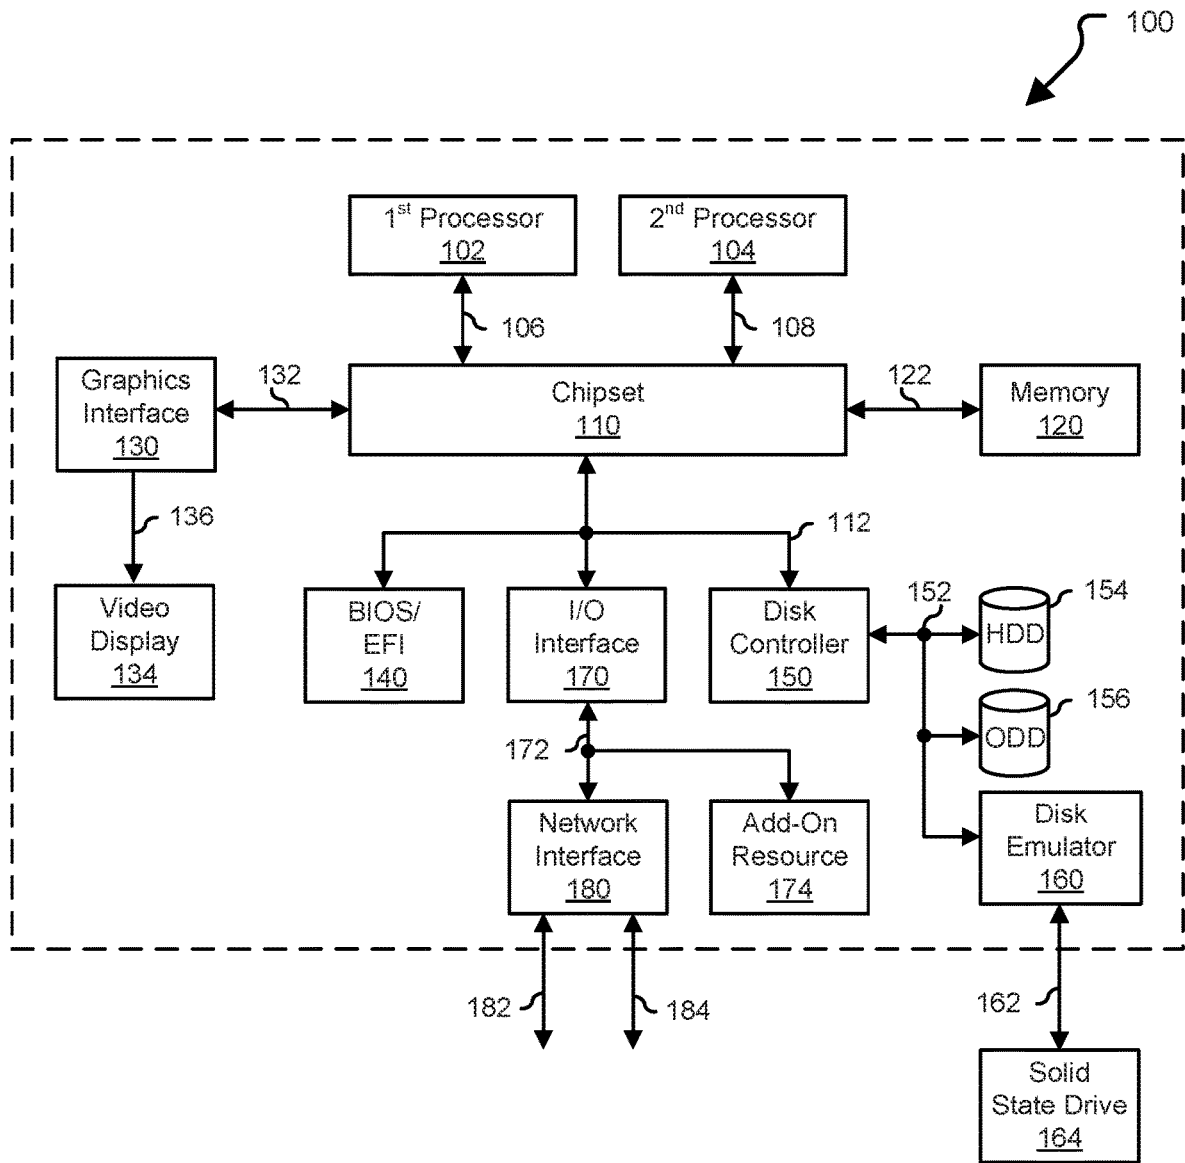 100
1st Processor
102
2nd Processor
104
106
108
Graphics
Interface
130
132
Chipset
110
122
Memory
120
136
112
Video
Display
134
BIOS/
EFI
140
I/O
Interface
170
Disk
Controller
150
152
HDD
154
ODD
156
172
Network
Interface
180
Add-On
Resource
174
Disk
Emulator
160
182
184
162
Solid
State Drive
164